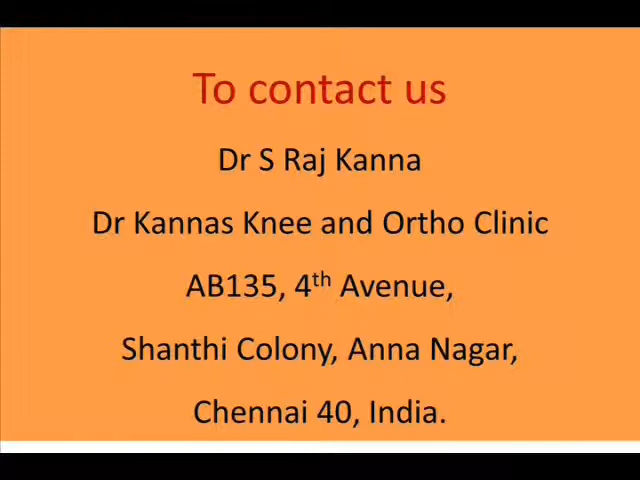 To contact us
Dr S Raj Kanna
Dr Kannas Knee and Ortho Clinic
AB135, 4th Avenue,
Shanthi Colony, Anna Nagar,
Chennai 40, India.